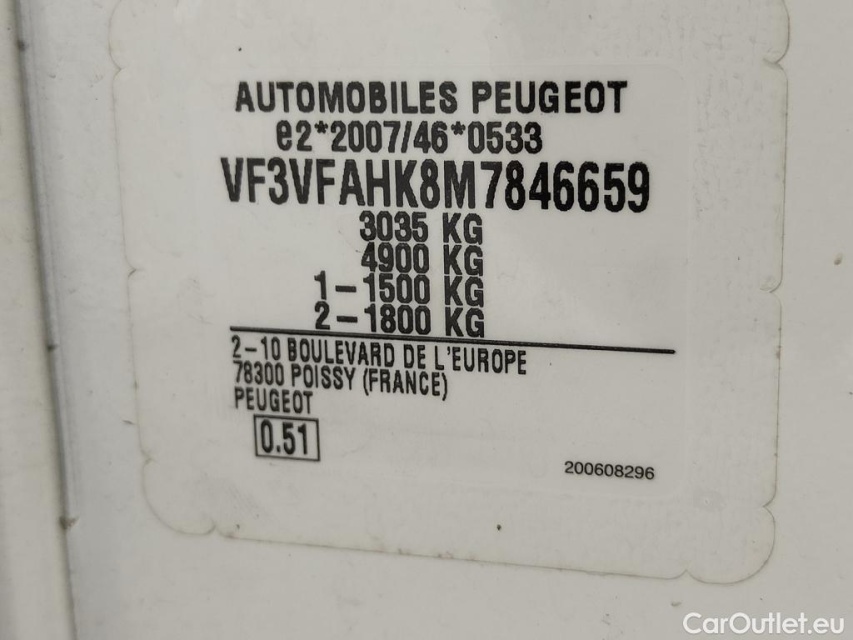 AUTOMOBILES PEUGEOT
e2*2007/46*0533
VF3VFAHK8M7846659
3035 KG
4900 KG
1-1500 KG
2-1800 KG
2-10 BOULEVARD DE L'EUROPE
78300 POISSY (FRANCE)
PEUGEOT
0.51
200608296
CarOutlet.eu